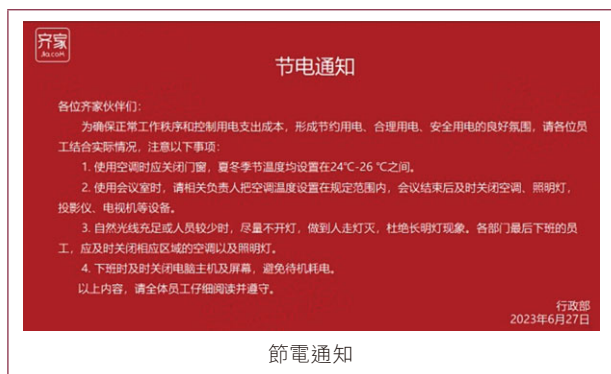 齐家
Jia.coM
节电通知
各位齐家伙伴们：
为确保正常工作秩序和控制用电支出成本，形成节约用电、合理用电、安全用电的良好氛围，请各位员
工结合实际情况，注意以下事项：
1. 使用空调时应关闭门窗，夏冬季节温度均设置在24℃-26 ℃之间。
2. 使用会议室时，请相关负责人把空调温度设置在规定范围内，会议结束后及时关闭空调、照明灯，
投影仪、电视机等设备。
3. 自然光线充足或人员较少时，尽量不开灯，做到人走灯灭，杜绝长明灯现象。各部门最后下班的员
工，应及时关闭相应区域的空调以及照明灯。
4. 下班时及时关闭电脑主机及屏幕，避免待机耗电。
以上内容，请全体员工仔细阅读并遵守。
行政部
2023年6月27日
節電通知